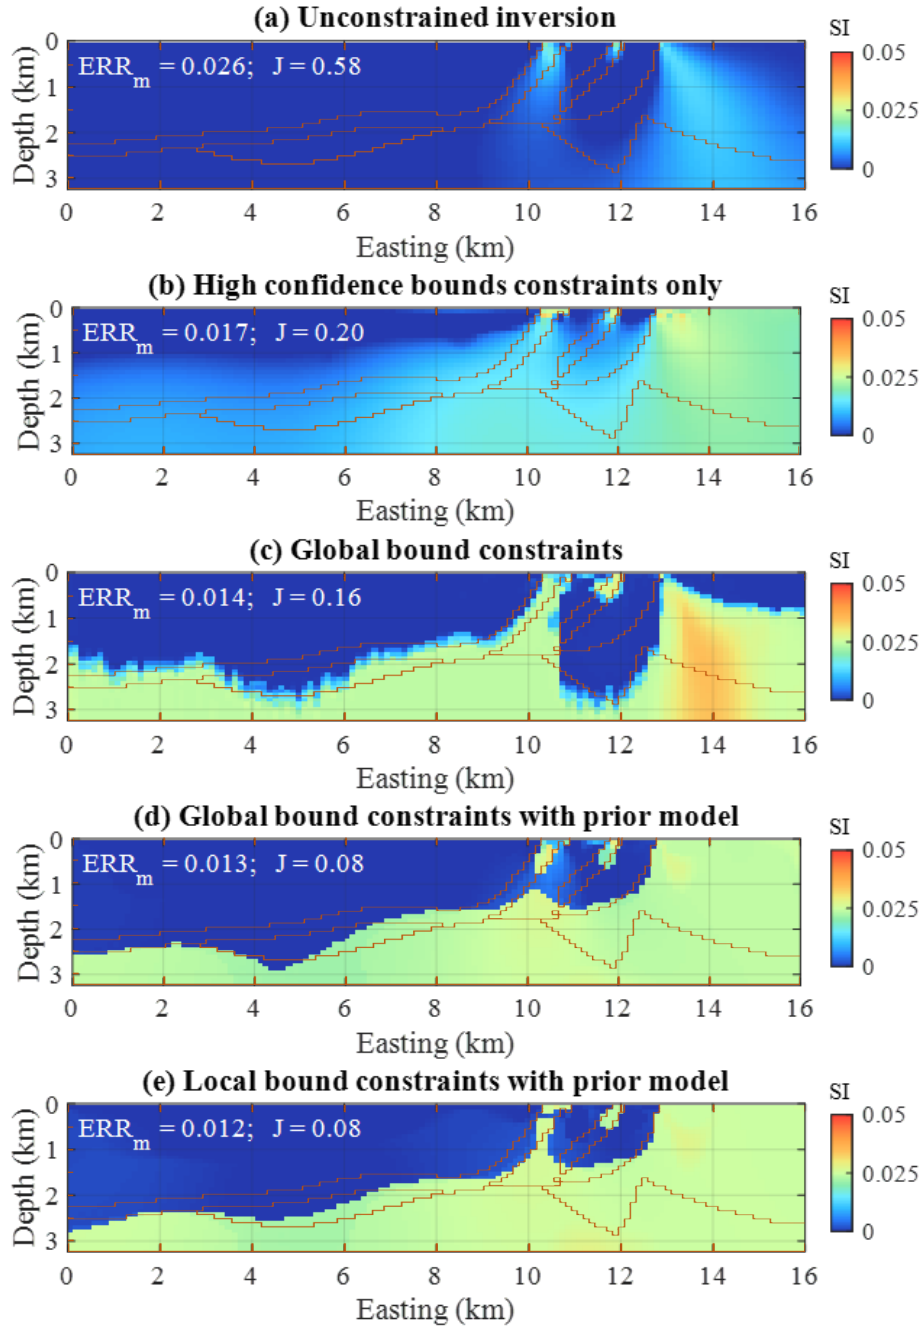 (a) Unconstrained inversion
SI
ERR_m = 0.026; J = 0.58
Depth (km)
0
1
2
3
0 2 4 6 8 10 12 14 16
Easting (km)
0.05
0.025
0
(b) High confidence bounds constraints only
SI
ERR_m = 0.017; J = 0.20
Depth (km)
0
1
2
3
0 2 4 6 8 10 12 14 16
Easting (km)
0.05
0.025
0
(c) Global bound constraints
SI
ERR_m = 0.014; J = 0.16
Depth (km)
0
1
2
3
0 2 4 6 8 10 12 14 16
Easting (km)
0.05
0.025
0
(d) Global bound constraints with prior model
SI
ERR_m = 0.013; J = 0.08
Depth (km)
0
1
2
3
0 2 4 6 8 10 12 14 16
Easting (km)
0.05
0.025
0
(e) Local bound constraints with prior model
SI
ERR_m = 0.012; J = 0.08
Depth (km)
0
1
2
3
0 2 4 6 8 10 12 14 16
Easting (km)
0.05
0.025
0